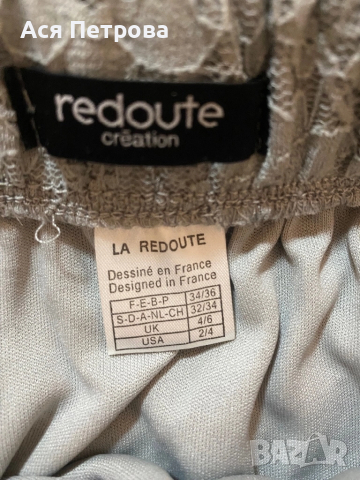 Ася Петрова
redoute
création
LA REDOUTE
Dessiné en France
Designed in France
F-E-B-P 34/36
S-D-A-NL-CH 32/34
UK 4/6
USA 2/4
BAZAR